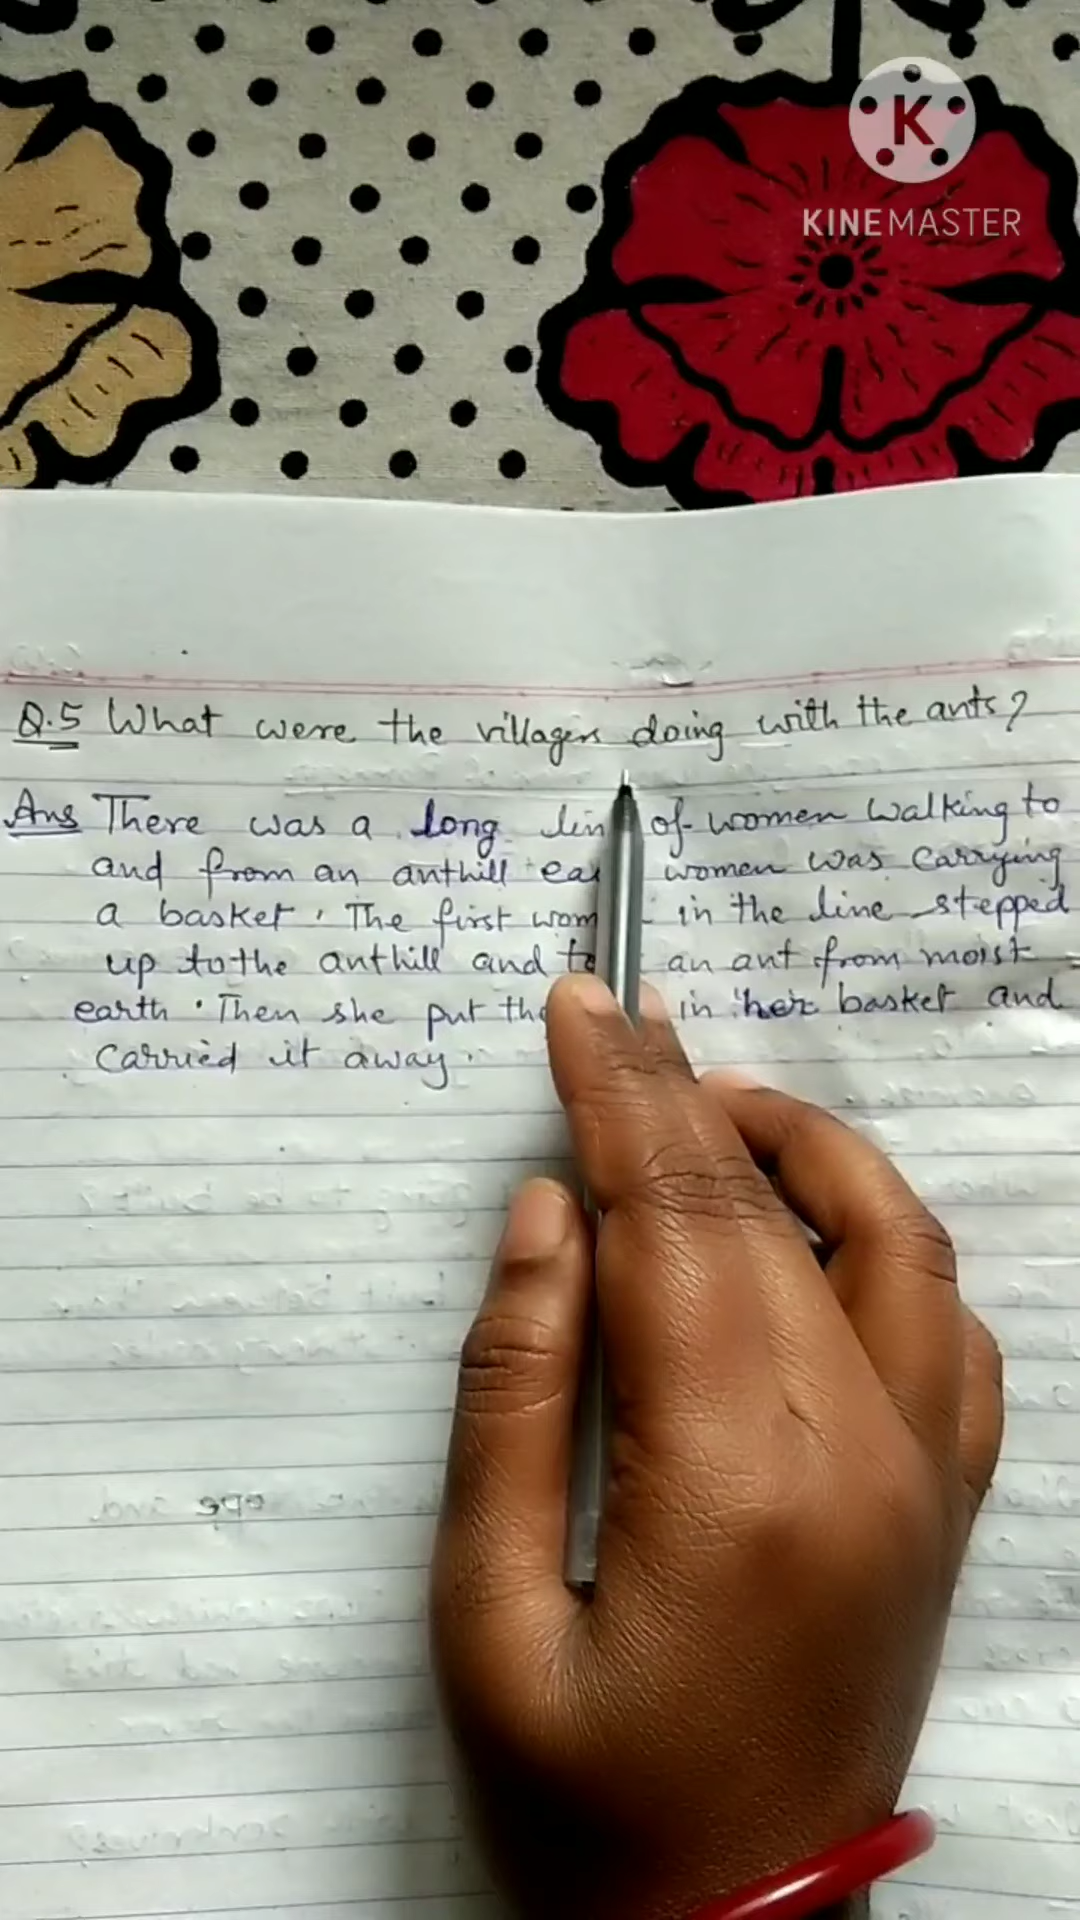 K
KINEMASTER
Q.5 What were the villagers doing with the ants?
Ans There was a long lin of women walking to
and from an anthill ea women was carrying
a basket. The first wom in the line stepped
up to the anthill and to an ant from moist
earth. Then she put the in her basket and
carried it away.